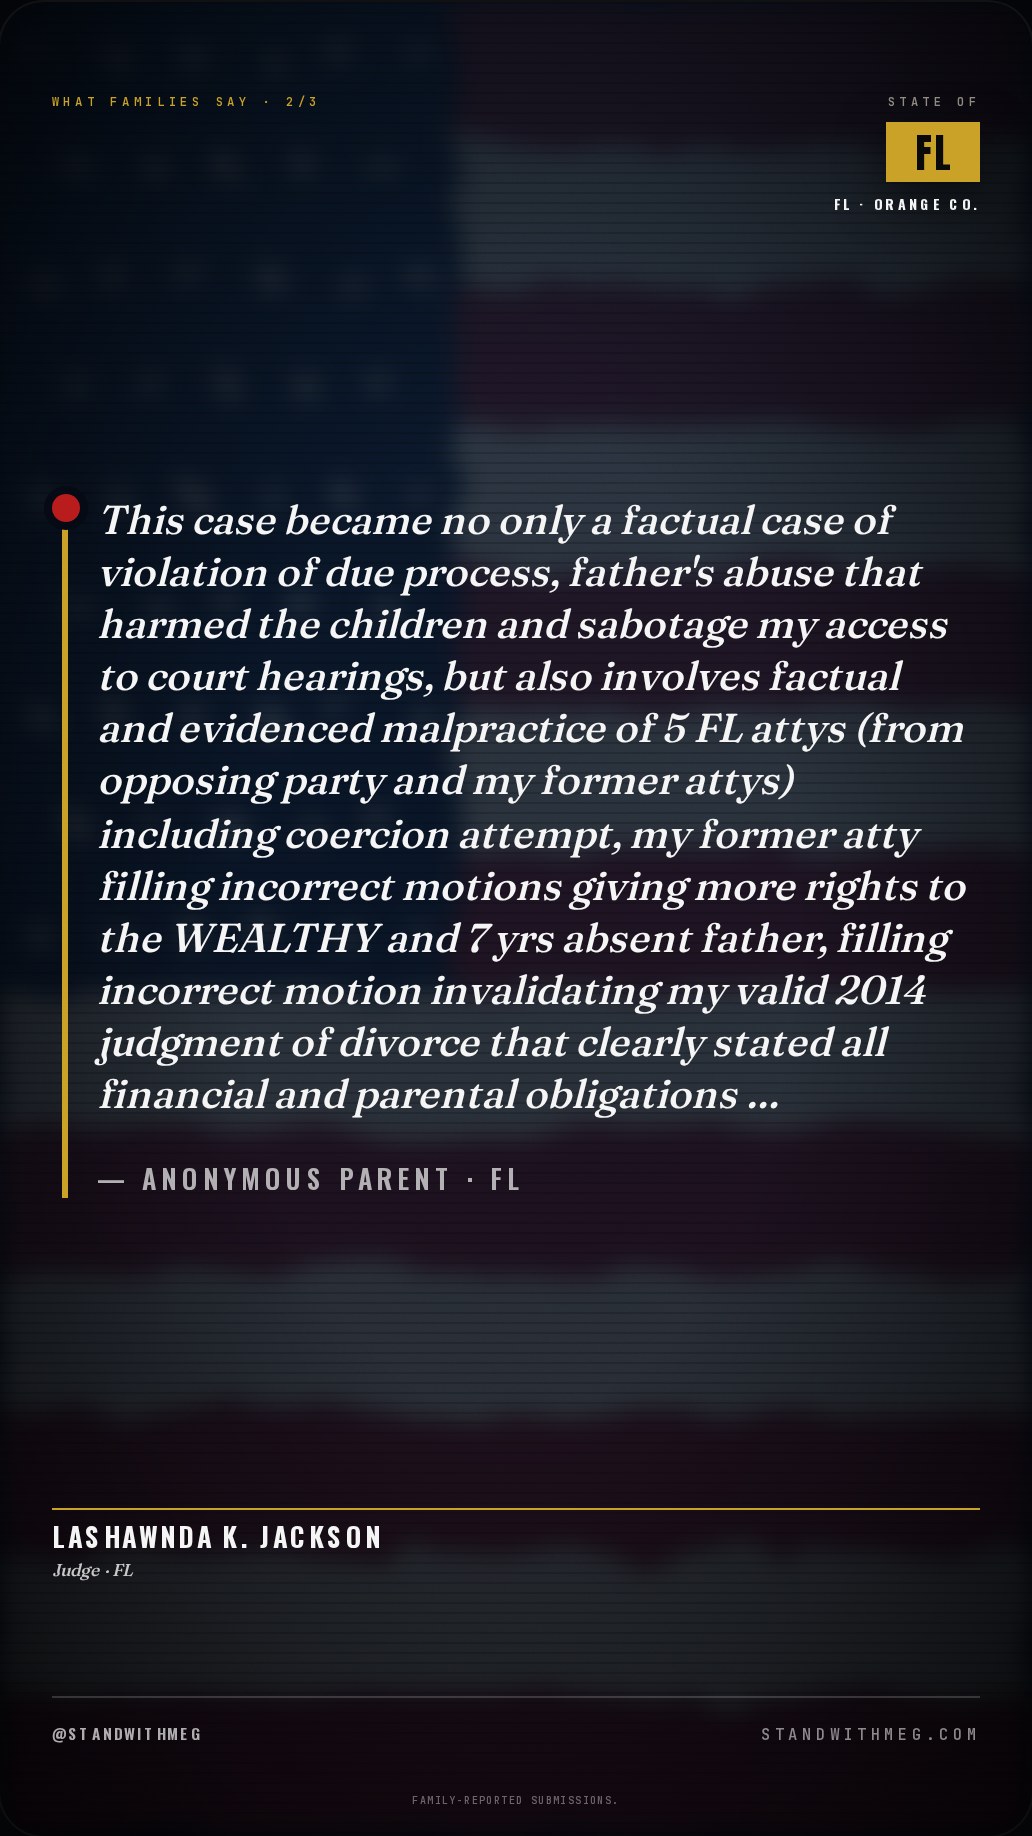 WHAT FAMILIES SAY · 2/3
STATE OF
FL
FL · ORANGE CO.
This case became no only a factual case of
violation of due process, father's abuse that
harmed the children and sabotage my access
to court hearings, but also involves factual
and evidenced malpractice of 5 FL attys (from
opposing party and my former attys)
including coercion attempt, my former atty
filling incorrect motions giving more rights to
the WEALTHY and 7 yrs absent father, filling
incorrect motion invalidating my valid 2014
judgment of divorce that clearly stated all
financial and parental obligations ...
— ANONYMOUS PARENT · FL
LASHAWNDA K. JACKSON
Judge · FL
@STANDWITHMEG
STANDWITHMEG.COM
FAMILY-REPORTED SUBMISSIONS.